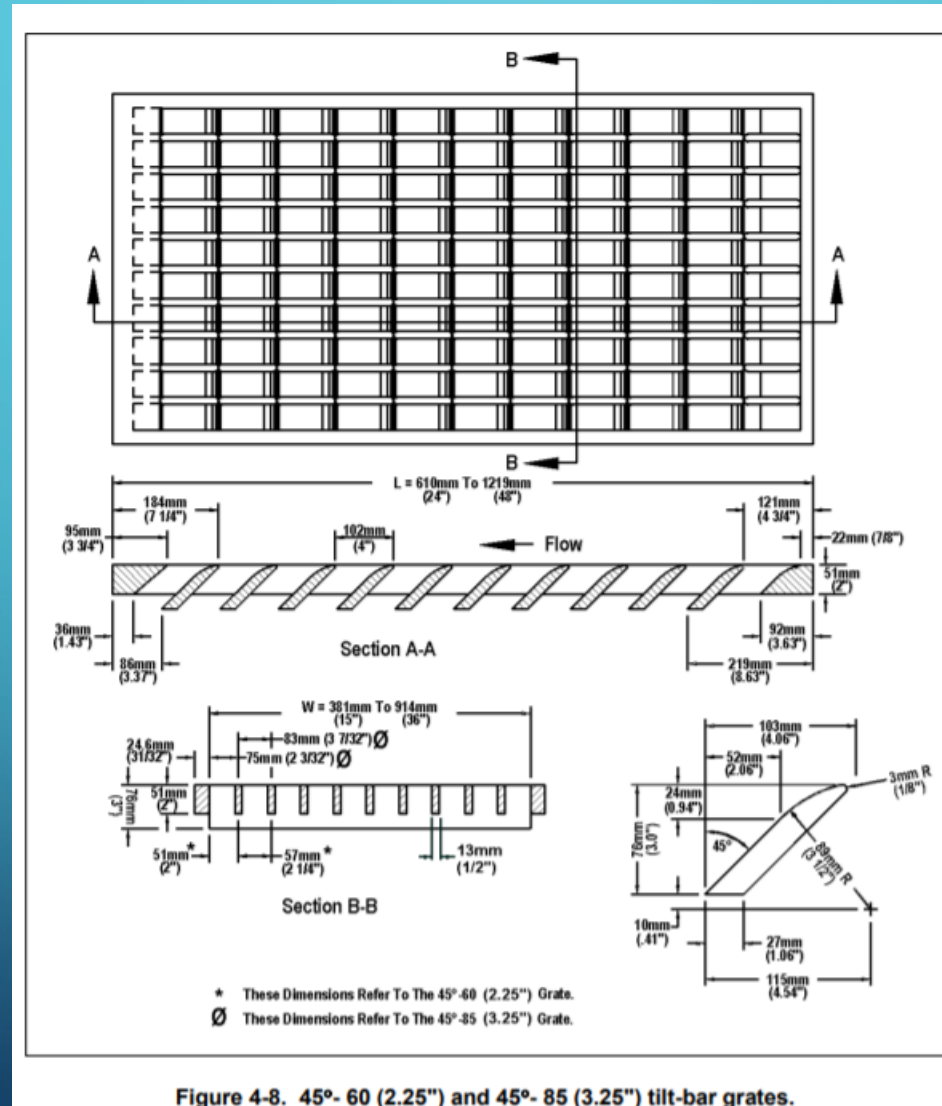 B
A
A
B
L = 610mm To 1219mm
(24") (48")
184mm
(7 1/4")
121mm
(4 3/4")
95mm
(3 3/4")
102mm
(4")
Flow
22mm (7/8")
51mm
(2")
36mm
(1.43")
86mm
(3.37")
Section A-A
92mm
(3.63")
219mm
(8.63")
W = 381mm To 914mm
(15") (36")
83mm (3 7/32")Ø
24.6mm
(31/32")
75mm (2 3/32")Ø
51mm
(2")
76mm
(3")
51mm*
(2")
57mm*
(2 1/4")
13mm
(1/2")
Section B-B
103mm
(4.06")
52mm
(2.06")
3mm R
(1/8")
24mm
(0.94")
76mm
(3.0")
45°
89mm R
(3 1/2")
10mm
(.41")
27mm
(1.06")
115mm
(4.54")
* These Dimensions Refer To The 45°-60 (2.25") Grate.
Ø These Dimensions Refer To The 45°-85 (3.25") Grate.
Figure 4-8. 45º- 60 (2.25") and 45º- 85 (3.25") tilt-bar grates.